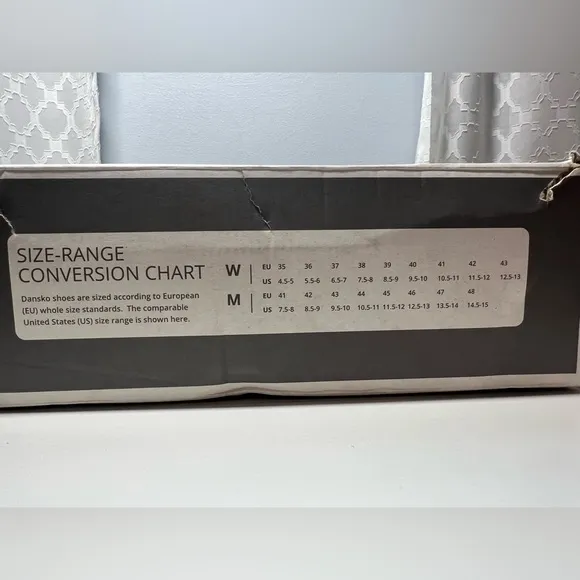 SIZE-RANGE
CONVERSION CHART
Dansko shoes are sized according to European
(EU) whole size standards. The comparable
United States (US) size range is shown here.
W EU 35 36 37 38 39 40 41 42 43
US 4.5-5 5.5-6 6.5-7 7.5-8 8.5-9 9.5-10 10.5-11 11.5-12 12.5-13
M EU 41 42 43 44 45 46 47 48
US 7.5-8 8.5-9 9.5-10 10.5-11 11.5-12 12.5-13 13.5-14 14.5-15